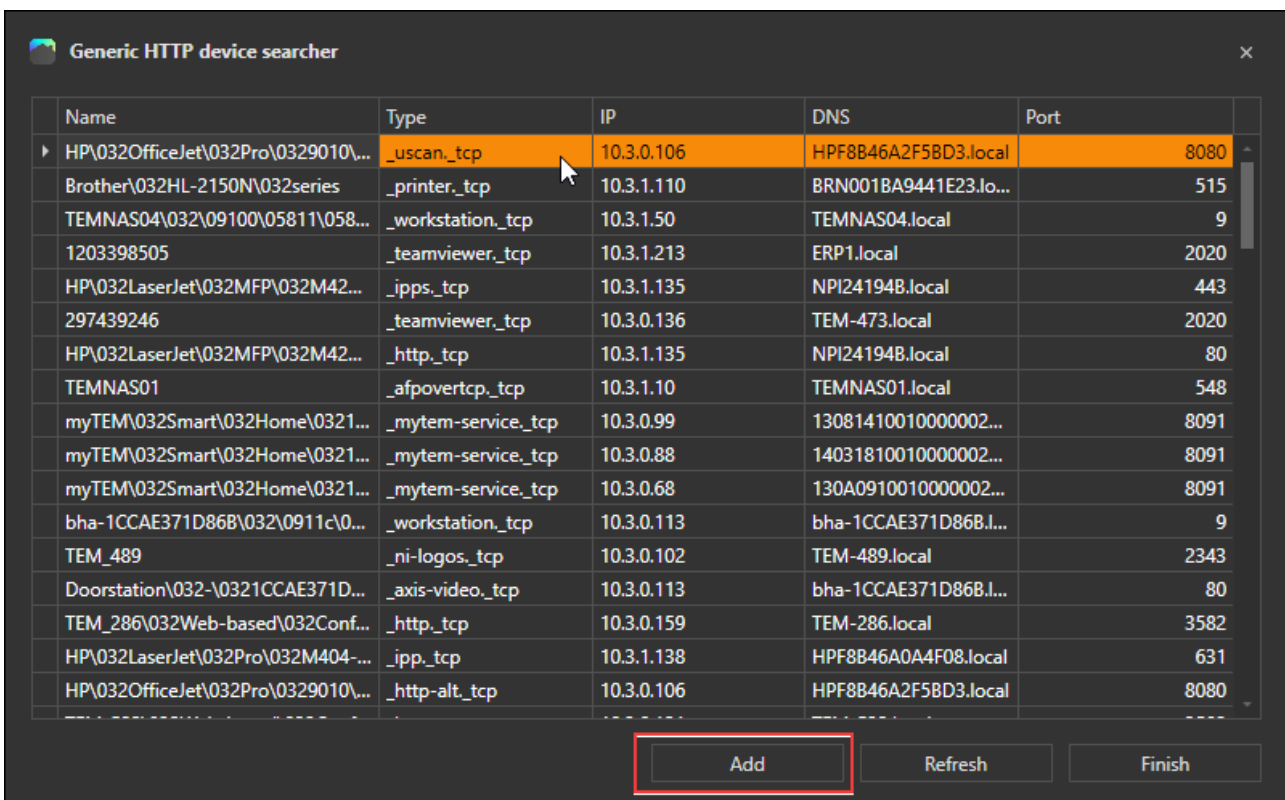 Generic HTTP device searcher
Name Type IP DNS Port
HP\032OfficeJet\032Pro\0329010\... _uscan._tcp 10.3.0.106 HPF8B46A2F5BD3.local 8080
Brother\032HL-2150N\032series _printer._tcp 10.3.1.110 BRN001BA9441E23.lo... 515
TEMNAS04\032\09100\05811\058... _workstation._tcp 10.3.1.50 TEMNAS04.local 9
1203398505 _teamviewer._tcp 10.3.1.213 ERP1.local 2020
HP\032LaserJet\032MFP\032M42... _ipps._tcp 10.3.1.135 NPI24194B.local 443
297439246 _teamviewer._tcp 10.3.0.136 TEM-473.local 2020
HP\032LaserJet\032MFP\032M42... _http._tcp 10.3.1.135 NPI24194B.local 80
TEMNAS01 _afpovertcp._tcp 10.3.1.10 TEMNAS01.local 548
myTEM\032Smart\032Home\0321... _mytem-service._tcp 10.3.0.99 13081410010000002... 8091
myTEM\032Smart\032Home\0321... _mytem-service._tcp 10.3.0.88 14031810010000002... 8091
myTEM\032Smart\032Home\0321... _mytem-service._tcp 10.3.0.68 130A0910010000002... 8091
bha-1CCAE371D86B\032\0911c\0... _workstation._tcp 10.3.0.113 bha-1CCAE371D86B.l... 9
TEM_489 _ni-logos._tcp 10.3.0.102 TEM-489.local 2343
Doorstation\032-\0321CCAE371D... _axis-video._tcp 10.3.0.113 bha-1CCAE371D86B.l... 80
TEM_286\032Web-based\032Conf... _http._tcp 10.3.0.159 TEM-286.local 3582
HP\032LaserJet\032Pro\032M404-... _ipp._tcp 10.3.1.138 HPF8B46A0A4F08.local 631
HP\032OfficeJet\032Pro\0329010\... _http-alt._tcp 10.3.0.106 HPF8B46A2F5BD3.local 8080
Add Refresh Finish